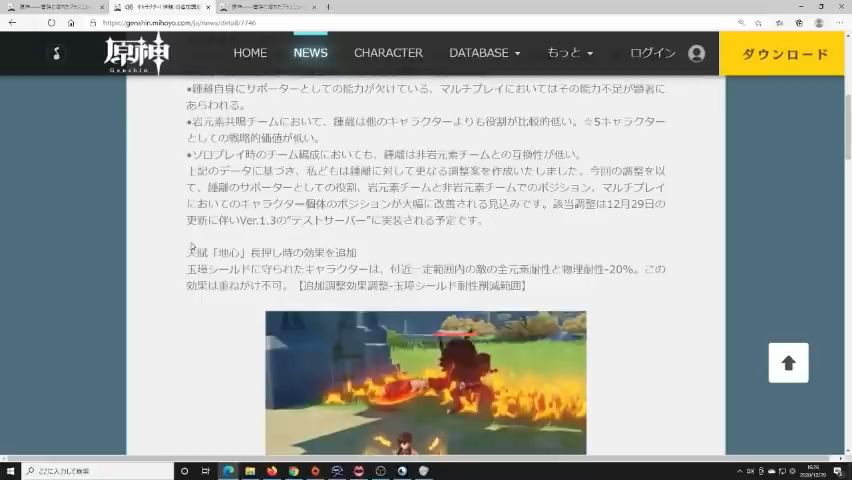 https://genshin.mihoyo.com/ja/news/detail/7746
原神
Genshin
HOME
NEWS
CHARACTER
DATABASE
もっと
ログイン
ダウンロード
●鍾離自身にサポーターとしての能力が欠けている、マルチプレイにおいてはその能力不足が顕著に
あらわれる。
●岩元素共鳴チームにおいて、鍾離は他のキャラクターよりも役割が比較的低い。☆5キャラクター
としての戦略的価値が低い。
●ソロプレイ時のチーム編成においても、鍾離は非岩元素チームとの互換性が低い。
上記のデータに基づき、私どもは鍾離に対して更なる調整案を作成いたしました。今回の調整を以
て、鍾離のサポーターとしての役割、岩元素チームと非岩元素チームでのポジション、マルチプレイ
においてのキャラクター個体のポジションが大幅に改善される見込みです。該当調整は12月29日の
更新に伴いVer.1.3の"テストサーバー"に実装される予定です。
天賦「地心」長押し時の効果を追加
玉璋シールドに守られたキャラクターは、付近一定範囲内の敵の全元素耐性と物理耐性-20%。この
効果は重ねがけ不可。【追加調整効果調整-玉璋シールド耐性削減範囲】
ここに入力して検索
2020/12/29